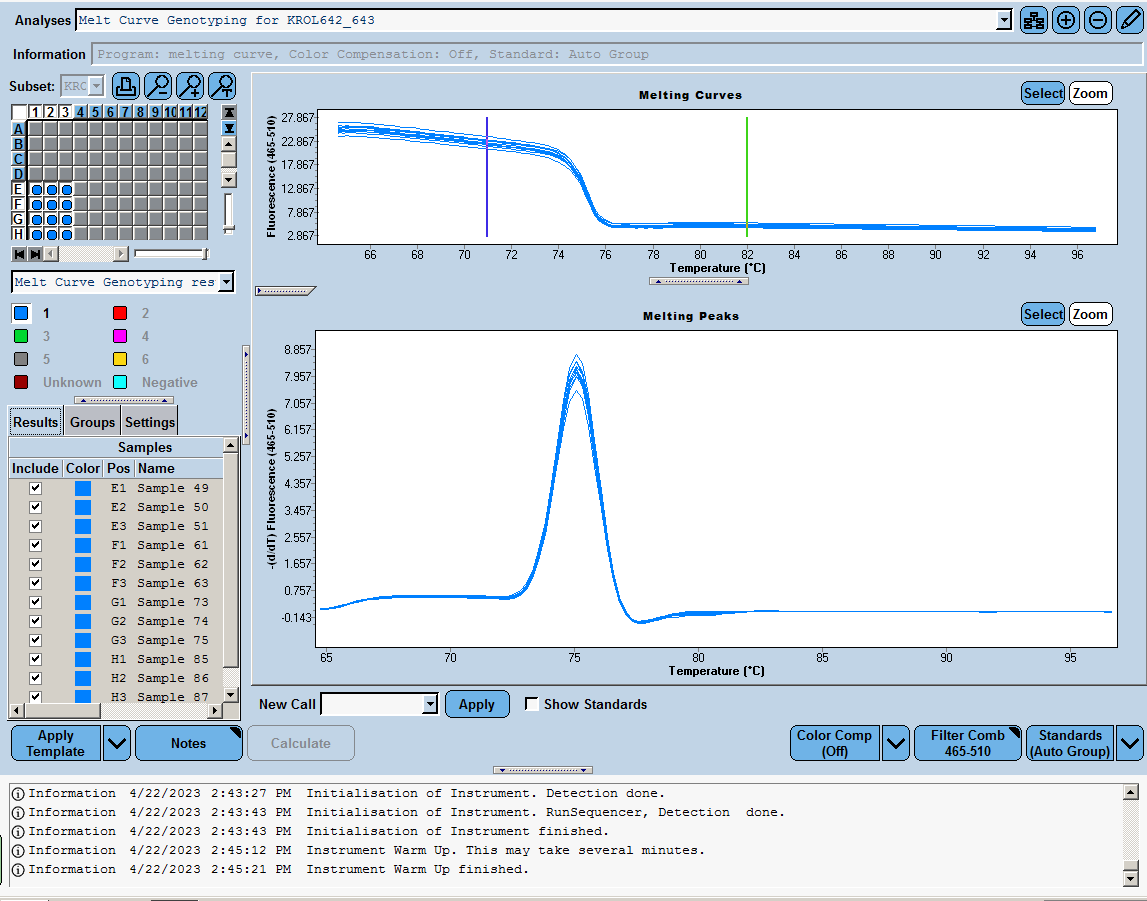 Analyses Melt Curve Genotyping for KROL642_643
Information Program: melting curve, Color Compensation: Off, Standard: Auto Group
Subset: KRC
1 2 3 4 5 6 7 8 9 10 11 12
A
B
C
D
E
F
G
H
Melt Curve Genotyping res
1 2
3 4
5 6
Unknown Negative
Results Groups Settings
Samples
Include Color Pos Name
E1 Sample 49
E2 Sample 50
E3 Sample 51
F1 Sample 61
F2 Sample 62
F3 Sample 63
G1 Sample 73
G2 Sample 74
G3 Sample 75
H1 Sample 85
H2 Sample 86
H3 Sample 87
Melting Curves
Select Zoom
Fluorescence (465-510)
27.867
22.867
17.867
12.867
7.867
2.867
66 68 70 72 74 76 78 80 82 84 86 88 90 92 94 96
Temperature (°C)
Melting Peaks
Select Zoom
-(d/dT) Fluorescence (465-510)
8.857
7.957
7.057
6.157
5.257
4.357
3.457
2.557
1.657
0.757
-0.143
65 70 75 80 85 90 95
Temperature (°C)
New Call Apply Show Standards
Apply
Template
Notes
Calculate
Color Comp
(Off)
Filter Comb
465-510
Standards
(Auto Group)
Information 4/22/2023 2:43:27 PM Initialisation of Instrument. Detection done.
Information 4/22/2023 2:43:43 PM Initialisation of Instrument. RunSequencer, Detection done.
Information 4/22/2023 2:43:43 PM Initialisation of Instrument finished.
Information 4/22/2023 2:45:12 PM Instrument Warm Up. This may take several minutes.
Information 4/22/2023 2:45:21 PM Instrument Warm Up finished.